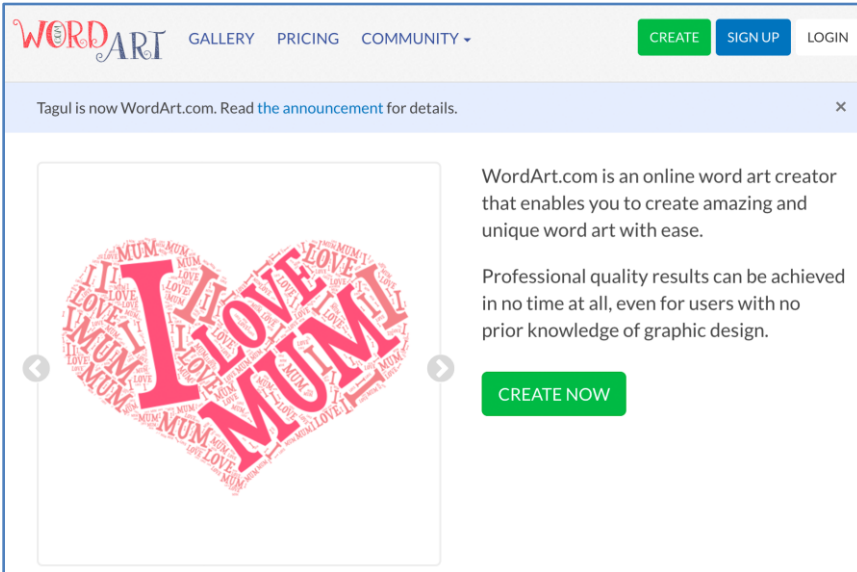 WORD ART GALLERY PRICING COMMUNITY CREATE SIGN UP LOGIN
Tagul is now WordArt.com. Read the announcement for details. ×
WordArt.com is an online word art creator
that enables you to create amazing and
unique word art with ease.
Professional quality results can be achieved
in no time at all, even for users with no
prior knowledge of graphic design.
CREATE NOW
I LOVE
MUM